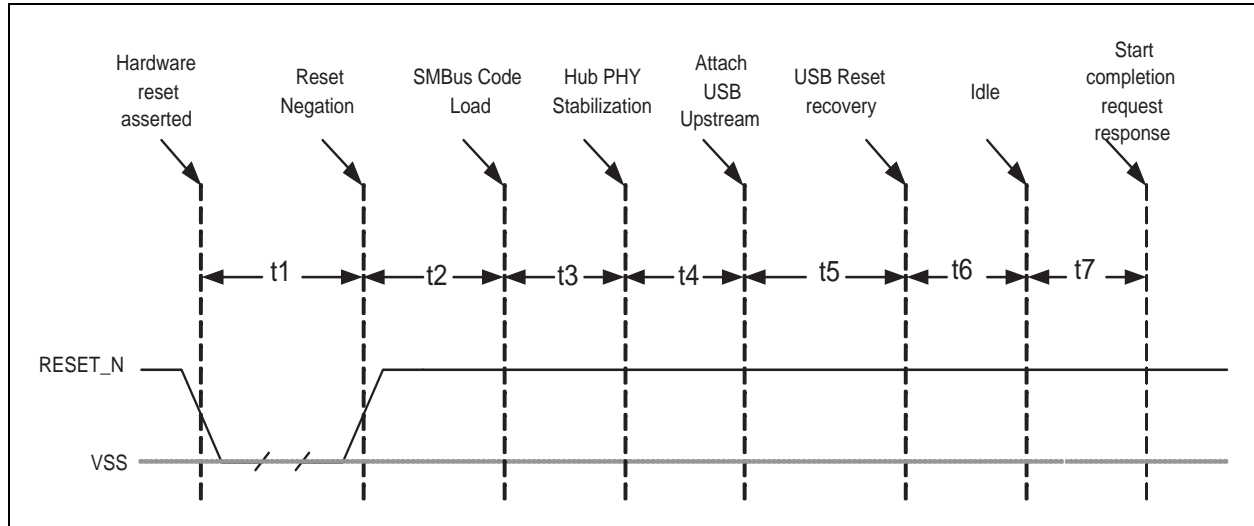 Hardware
reset
asserted
Reset
Negation
SMBus Code
Load
Hub PHY
Stabilization
Attach
USB
Upstream
USB Reset
recovery
Idle
Start
completion
request
response
t1
t2
t3
t4
t5
t6
t7
RESET_N
VSS